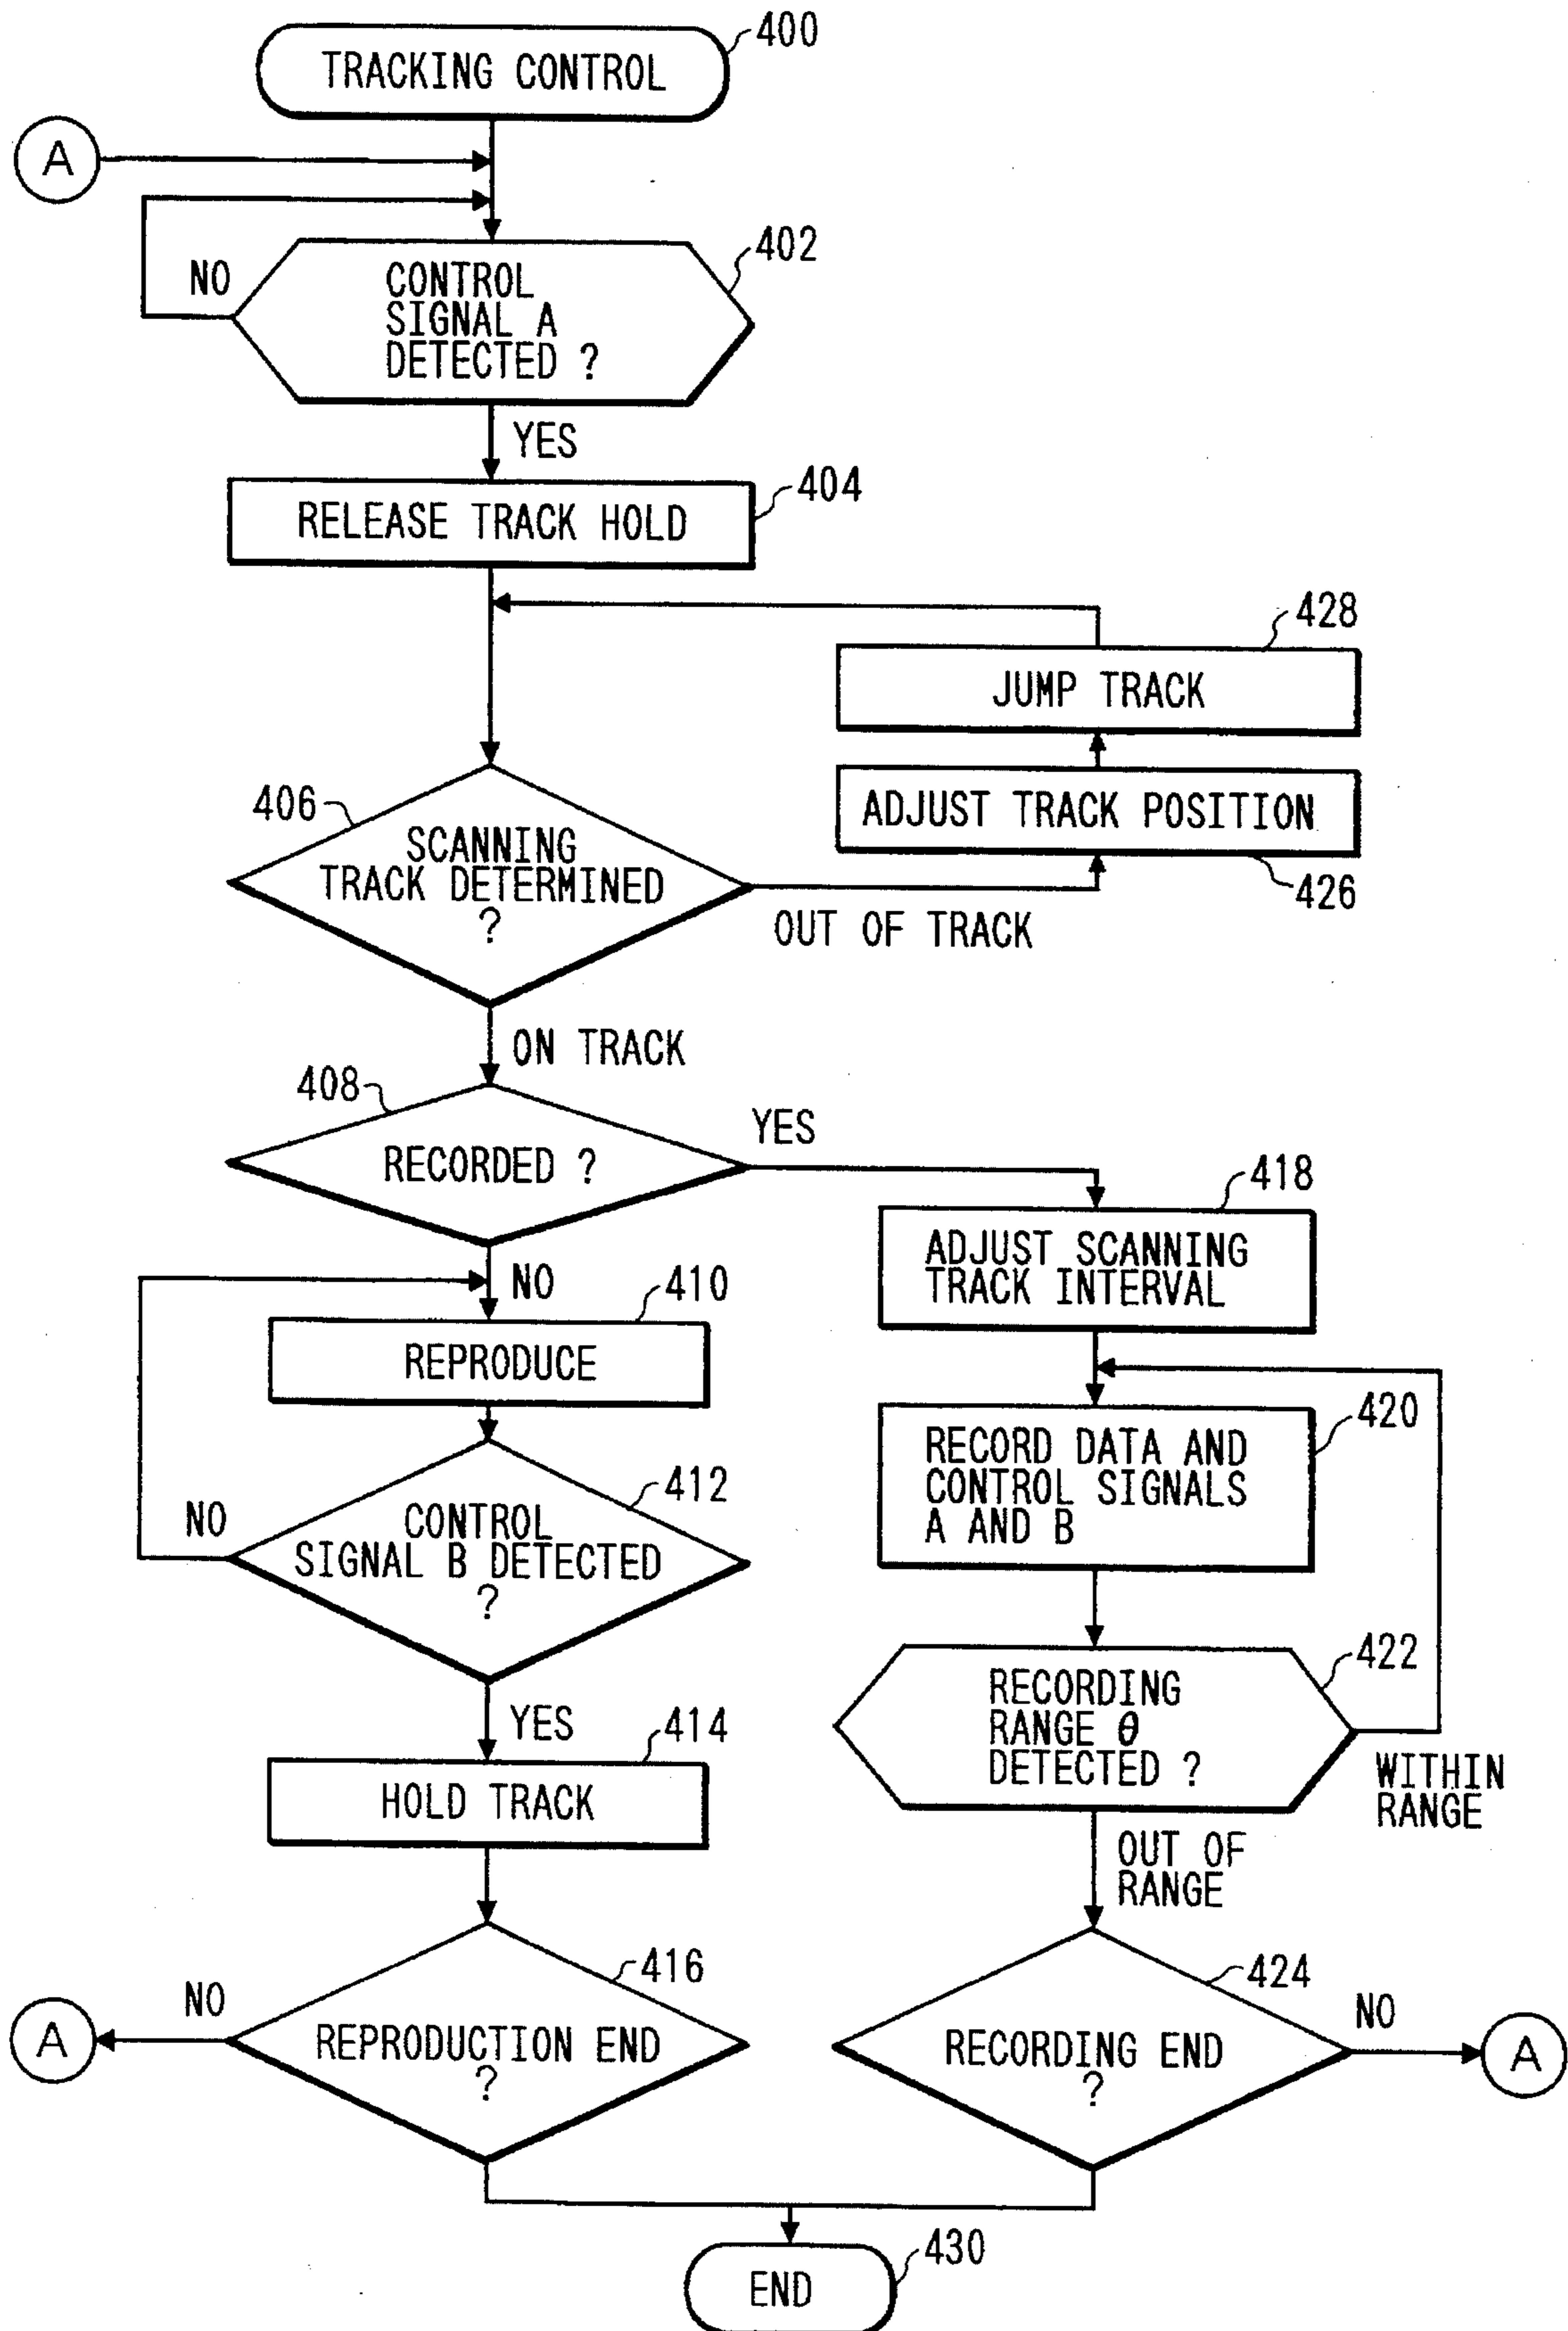 400
TRACKING CONTROL
A
402
NO
CONTROL
SIGNAL A
DETECTED ?
YES
404
RELEASE TRACK HOLD
428
JUMP TRACK
406
ADJUST TRACK POSITION
426
SCANNING
TRACK DETERMINED
?
OUT OF TRACK
ON TRACK
408
YES
RECORDED ?
418
ADJUST SCANNING
TRACK INTERVAL
NO
410
REPRODUCE
420
RECORD DATA AND
CONTROL SIGNALS
A AND B
412
NO
CONTROL
SIGNAL B DETECTED
?
422
RECORDING
RANGE θ
DETECTED ?
WITHIN
RANGE
YES
414
HOLD TRACK
OUT OF
RANGE
416
NO
A
REPRODUCTION END
?
424
NO
RECORDING END
?
A
430
END